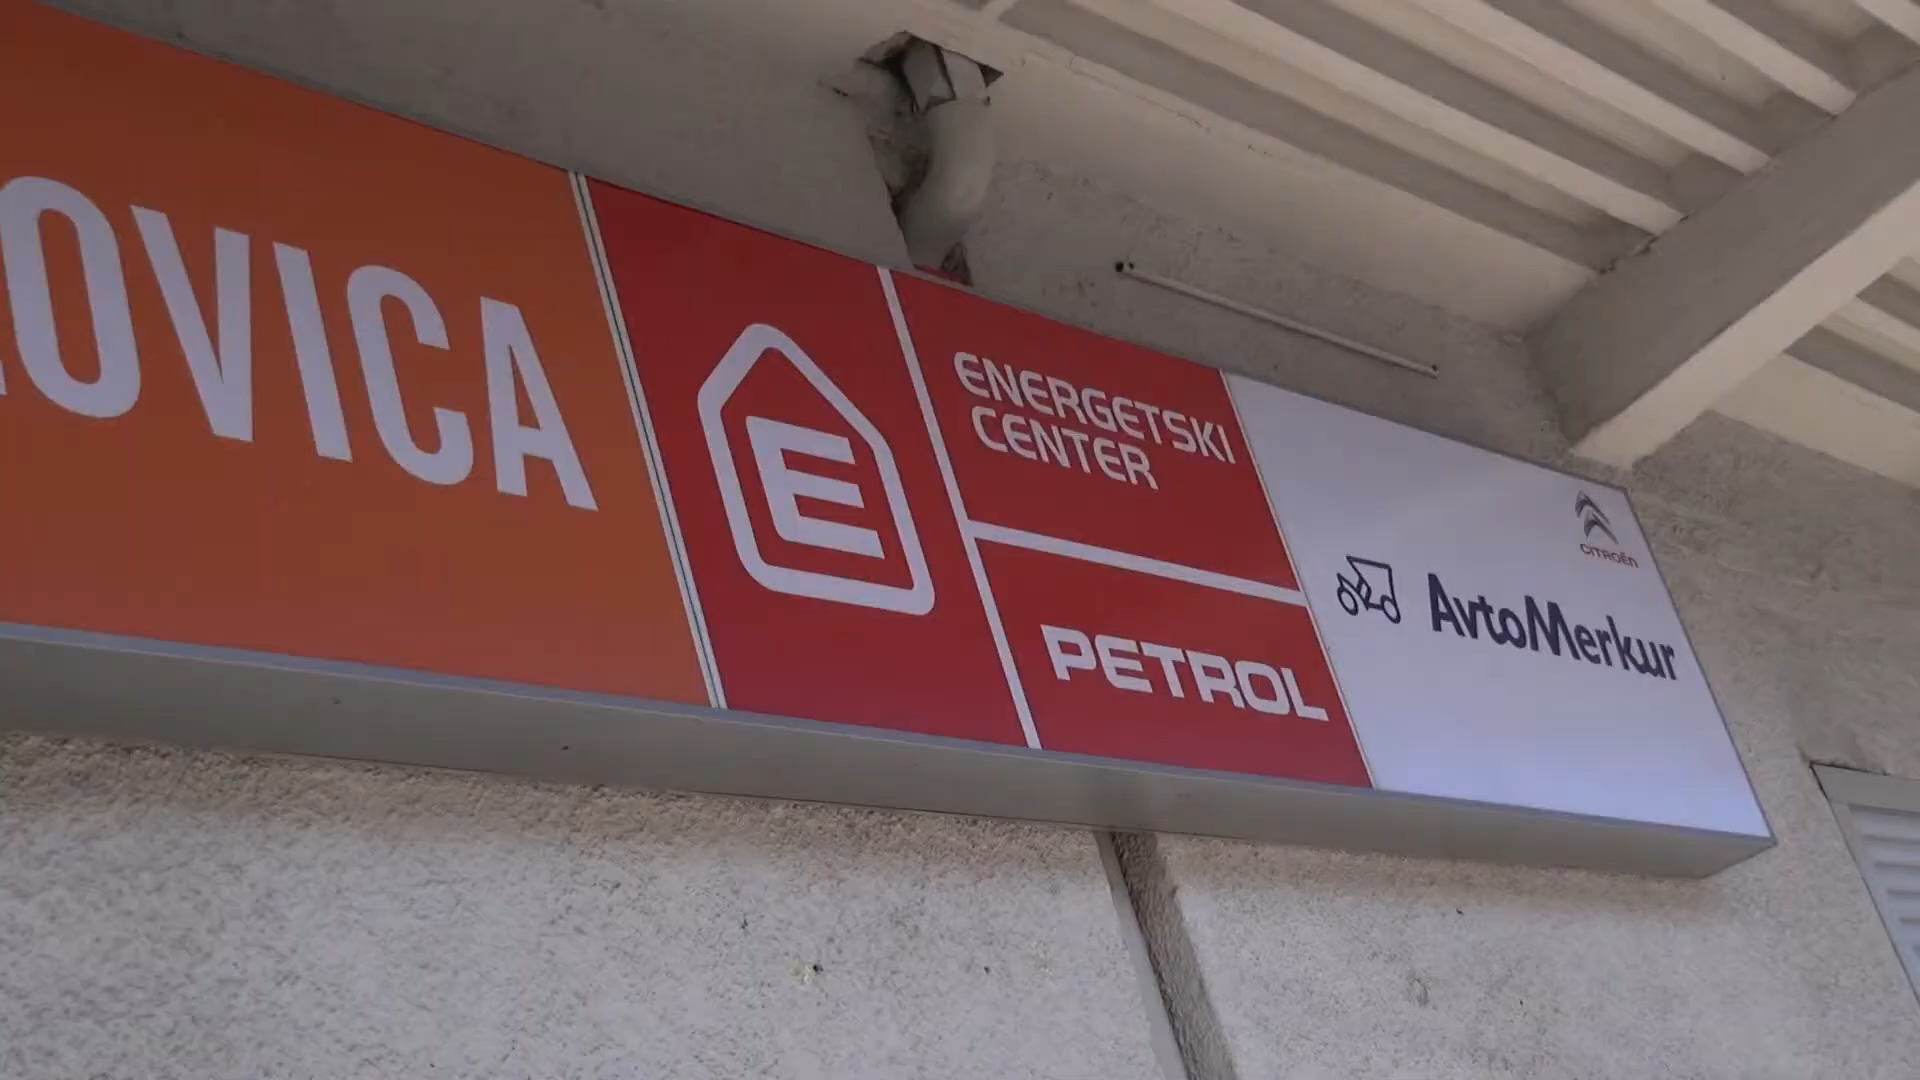 OVICA
E
ENERGETSKI
CENTER
PETROL
CITROËN
AvtoMerkur